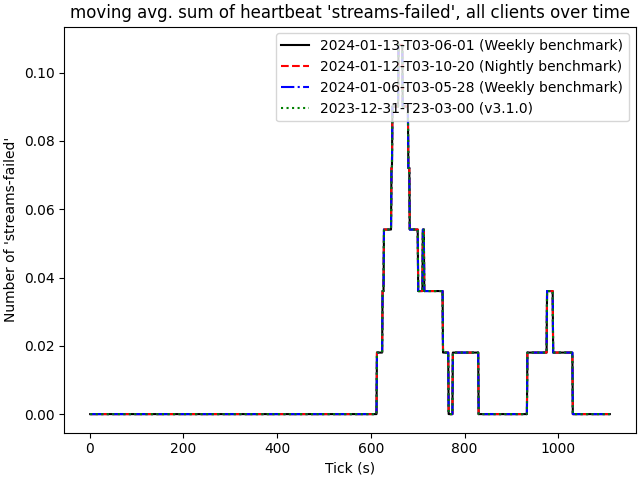 moving avg. sum of heartbeat 'streams-failed', all clients over time
2024-01-13-T03-06-01 (Weekly benchmark)
2024-01-12-T03-10-20 (Nightly benchmark)
2024-01-06-T03-05-28 (Weekly benchmark)
2023-12-31-T23-03-00 (v3.1.0)
Number of 'streams-failed'
0.10
0.08
0.06
0.04
0.02
0.00
0 200 400 600 800 1000
Tick (s)